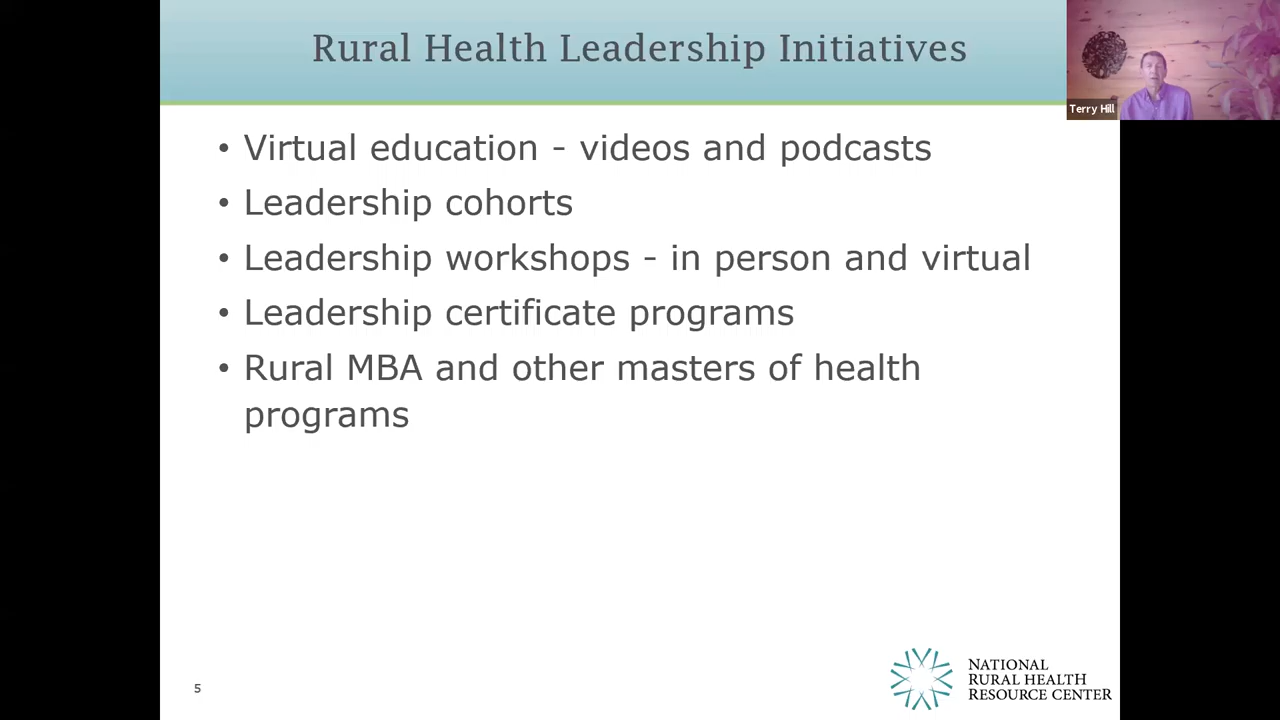 Rural Health Leadership Initiatives
Terry Hill
• Virtual education - videos and podcasts
• Leadership cohorts
• Leadership workshops - in person and virtual
• Leadership certificate programs
• Rural MBA and other masters of health
programs
5
NATIONAL
RURAL HEALTH
RESOURCE CENTER